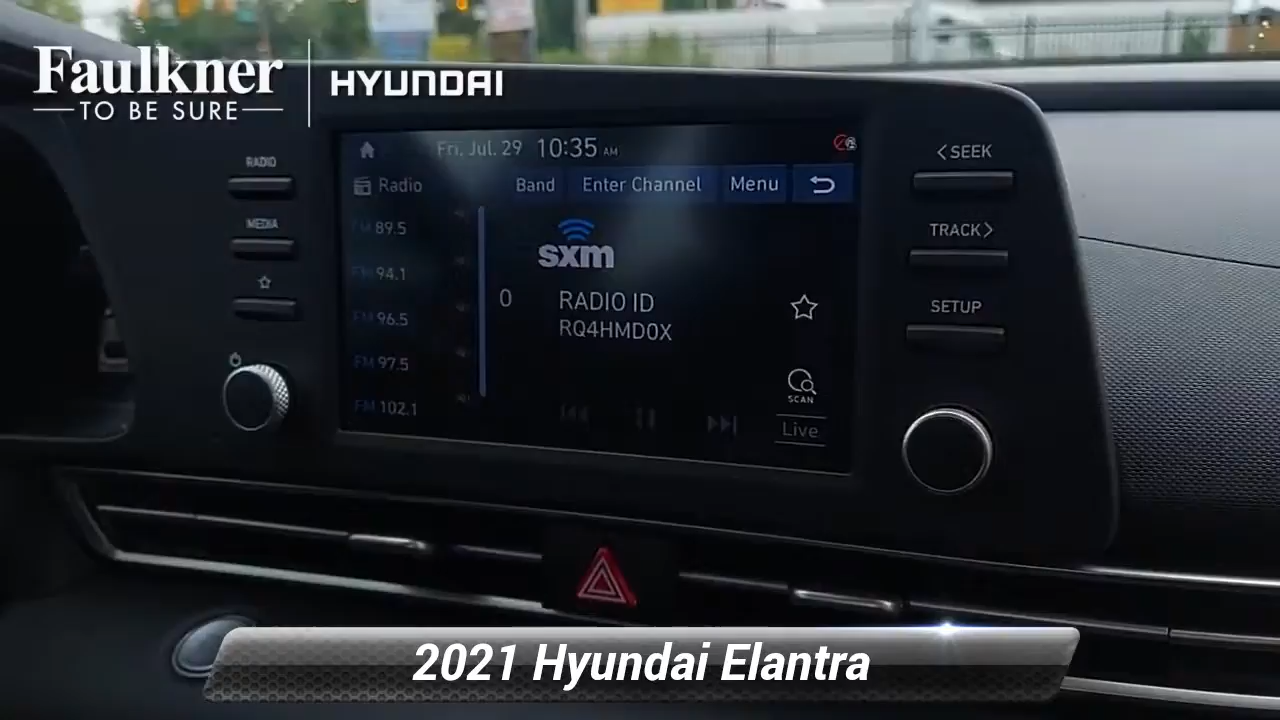 Faulkner
TO BE SURE
HYUNDAI
RADIO
MEDIA
Fri, Jul. 29 10:35 AM
Radio
Band
Enter Channel
Menu
FM 89.5
FM 94.1
FM 96.5
FM 97.5
FM 102.1
sxm
0
RADIO ID
RQ4HMD0X
SCAN
Live
<SEEK
TRACK>
SETUP
2021 Hyundai Elantra